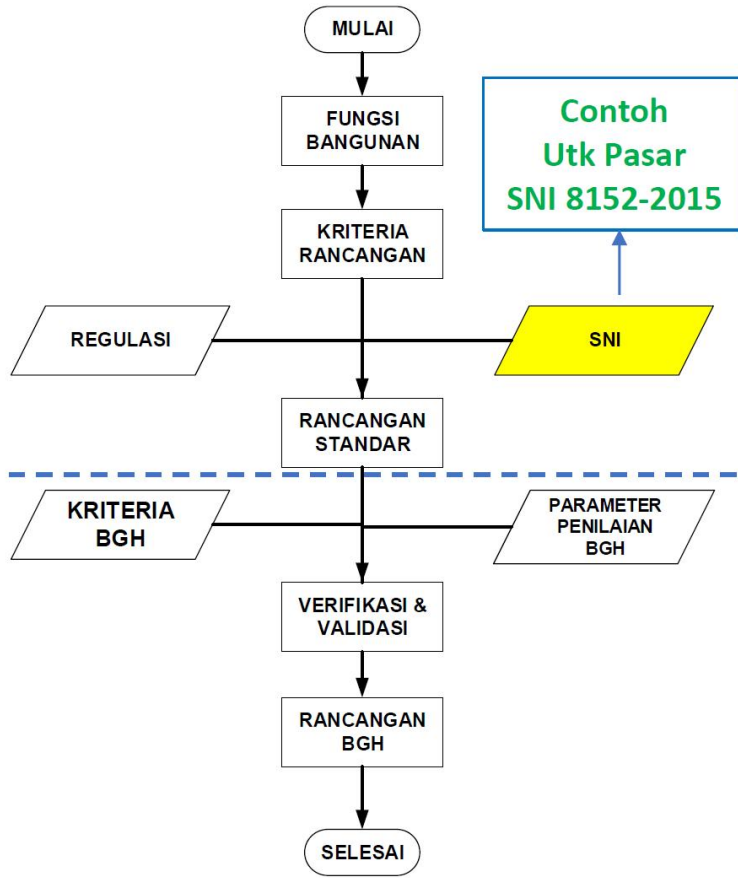 MULAI
FUNGSI
BANGUNAN
Contoh
Utk Pasar
SNI 8152-2015
KRITERIA
RANCANGAN
REGULASI
SNI
RANCANGAN
STANDAR
KRITERIA
BGH
PARAMETER
PENILAIAN
BGH
VERIFIKASI &
VALIDASI
RANCANGAN
BGH
SELESAI